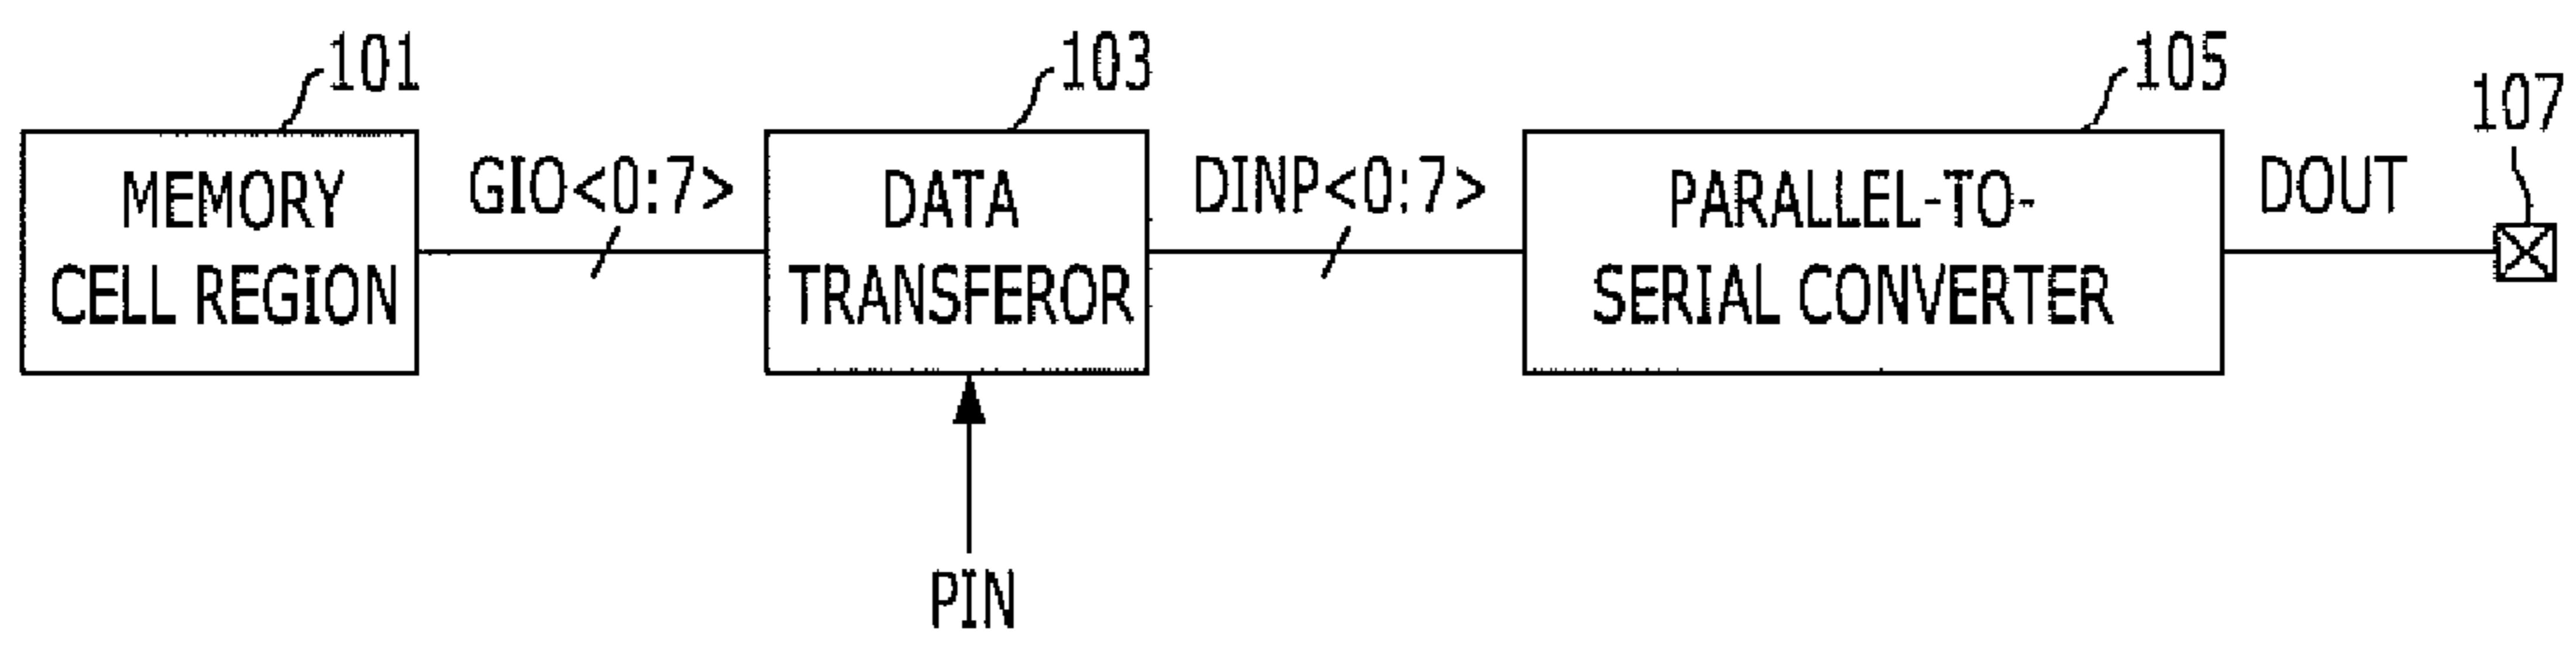 101
103
105
107
MEMORY
CELL REGION
GIO<0:7>
DATA
TRANSFEROR
DINP<0:7>
PARALLEL-TO-
SERIAL CONVERTER
DOUT
PIN